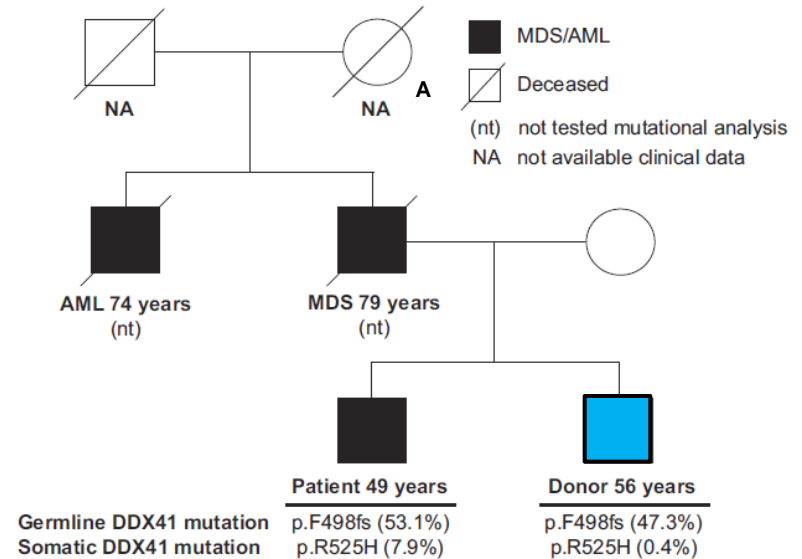 MDS/AML
Deceased
(nt) not tested mutational analysis
NA not available clinical data
NA
NA
A
AML 74 years
(nt)
MDS 79 years
(nt)
Patient 49 years
Donor 56 years
Germline DDX41 mutation p.F498fs (53.1%) p.F498fs (47.3%)
Somatic DDX41 mutation p.R525H (7.9%) p.R525H (0.4%)